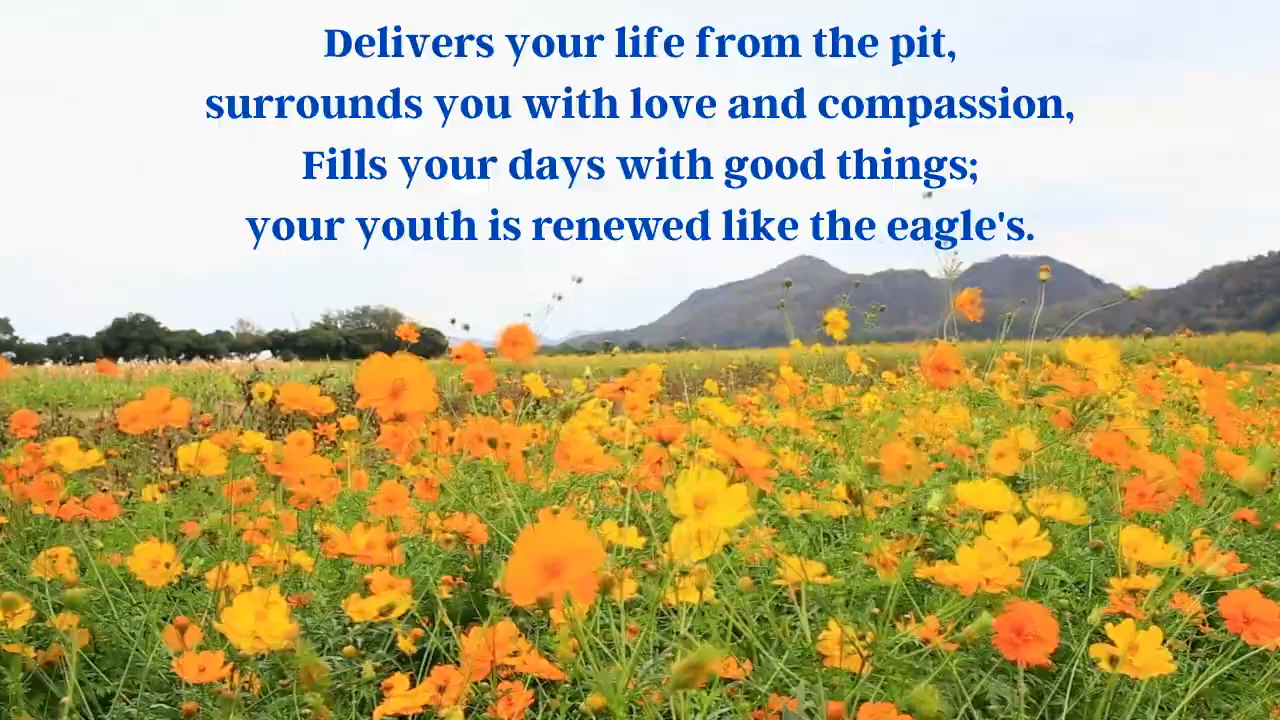 Delivers your life from the pit,
surrounds you with love and compassion,
Fills your days with good things;
your youth is renewed like the eagle's.